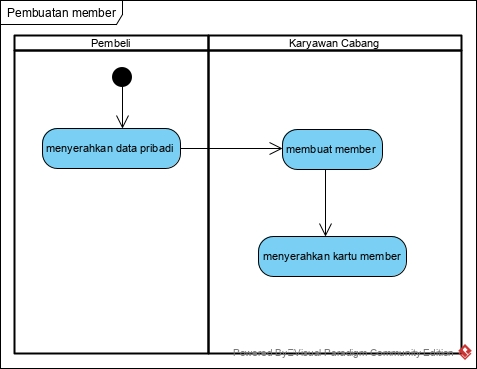 Pembuatan member
Pembeli
Karyawan Cabang
menyerahkan data pribadi
membuat member
menyerahkan kartu member
Powered By Visual Paradigm Community Edition